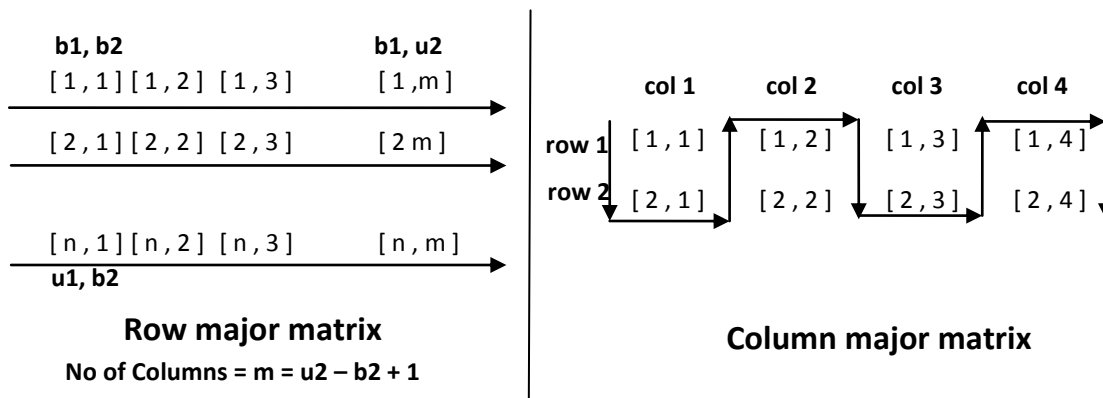 b1, b2 b1, u2
[ 1 , 1 ] [ 1 , 2 ] [ 1 , 3 ] [ 1 ,m ]
[ 2 , 1 ] [ 2 , 2 ] [ 2 , 3 ] [ 2 m ]
[ n , 1 ] [ n , 2 ] [ n , 3 ] [ n , m ]
u1, b2
Row major matrix
No of Columns = m = u2 – b2 + 1
col 1 col 2 col 3 col 4
row 1 [ 1 , 1 ] [ 1 , 2 ] [ 1 , 3 ] [ 1 , 4 ]
row 2 [ 2 , 1 ] [ 2 , 2 ] [ 2 , 3 ] [ 2 , 4 ]
Column major matrix